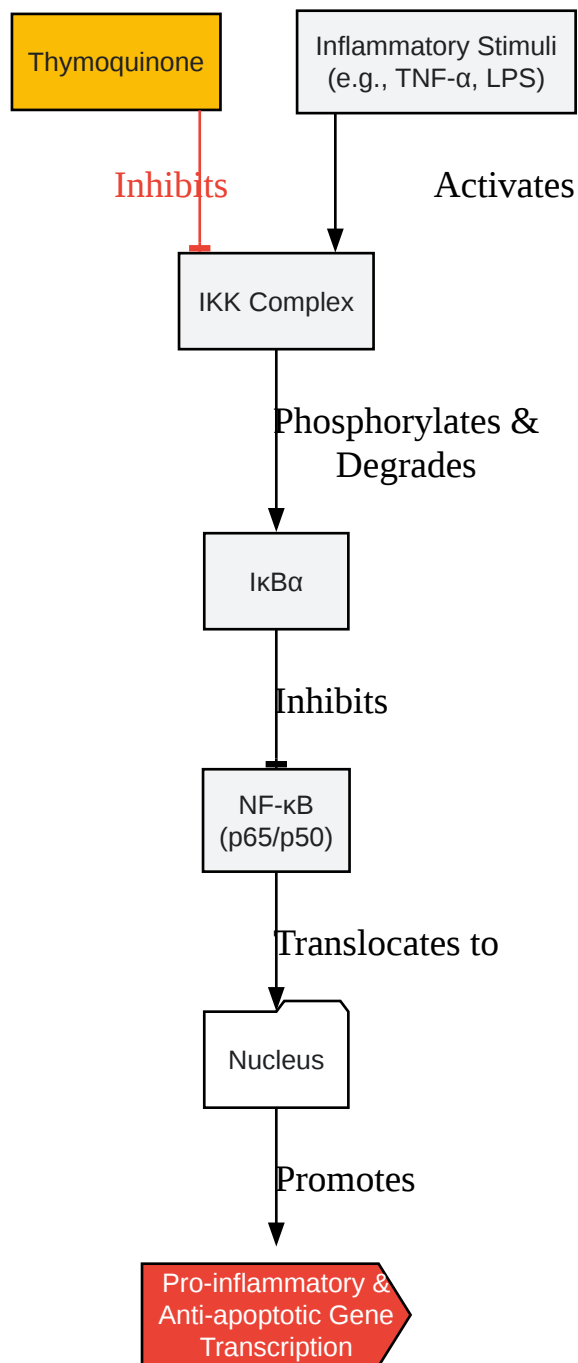 Thymoquinone
Inflammatory Stimuli
(e.g., TNF-α, LPS)
Inhibits
Activates
IKK Complex
Phosphorylates &
Degrades
IκBα
Inhibits
NF-κB
(p65/p50)
Translocates to
Nucleus
Promotes
Pro-inflammatory &
Anti-apoptotic Gene
Transcription